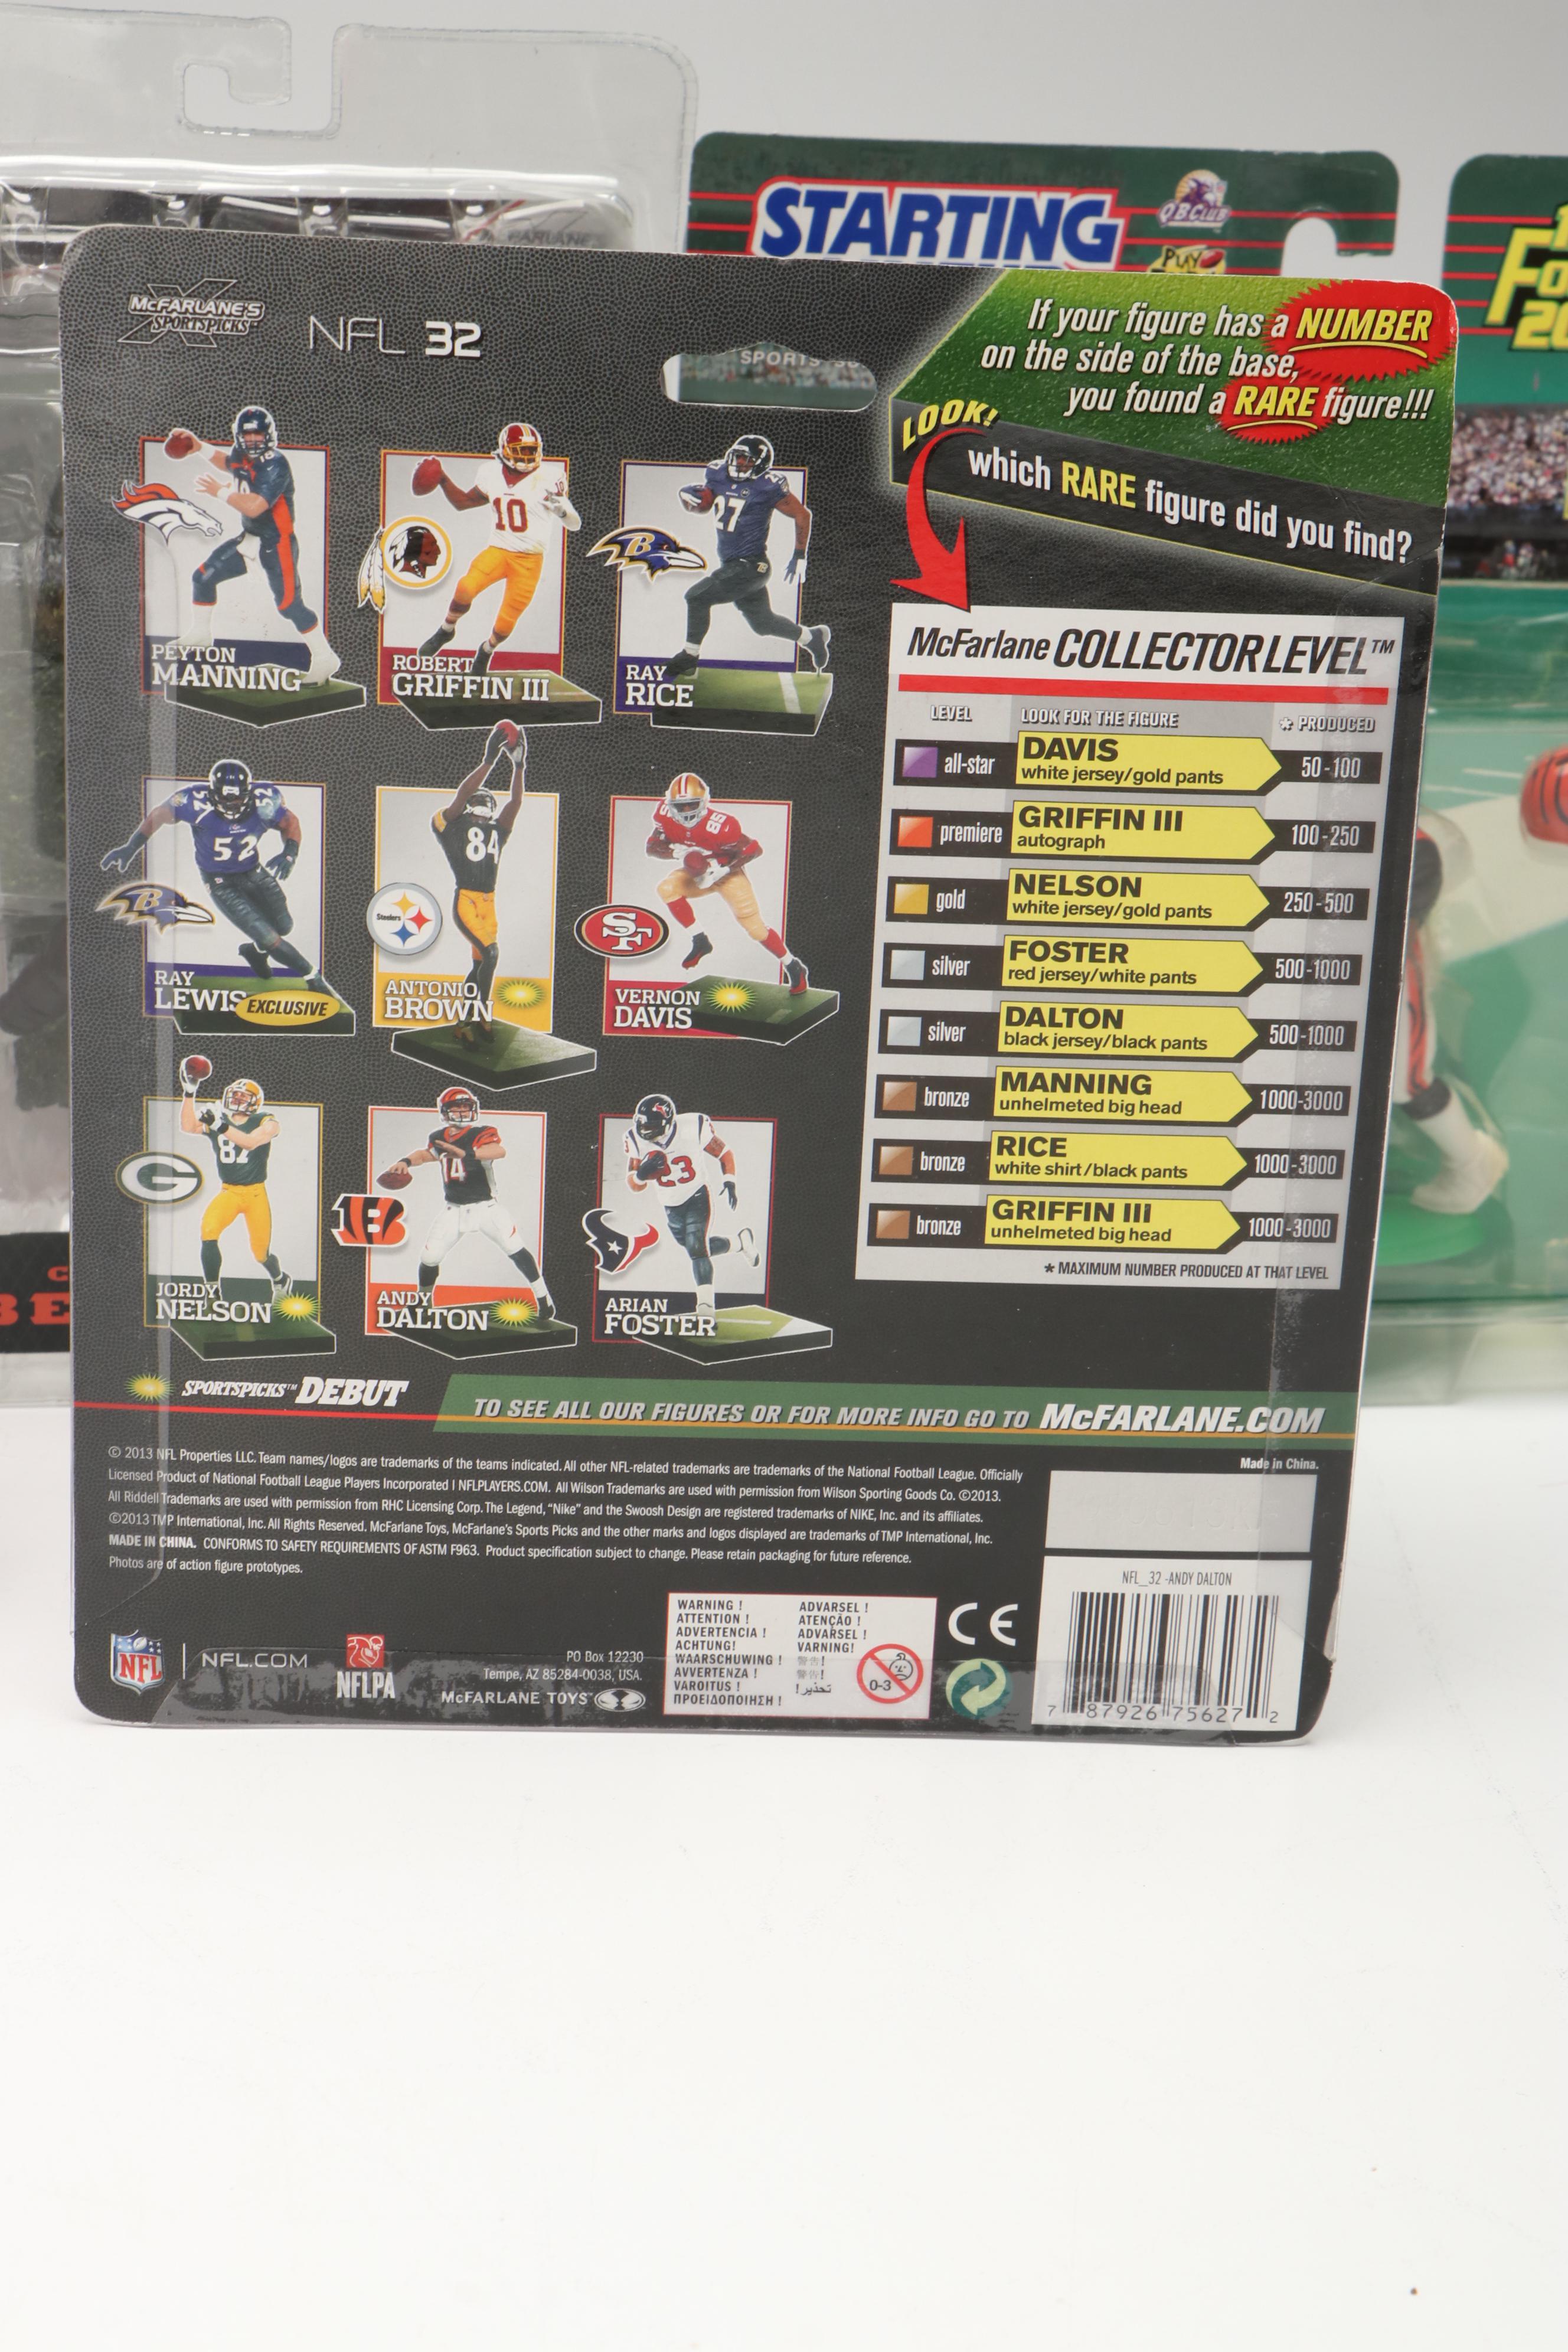 STARTING
QB CLUB
McFARLANE'S
SPORTSPICKS™
NFL 32
SPORTS
If your figure has a NUMBER
on the side of the base,
you found a RARE figure!!!
LOOK!
which RARE figure did you find?
PEYTON
MANNING
10
ROBERT
GRIFFIN III
27
RAY
RICE
52
52
52
RAY
LEWIS
EXCLUSIVE
84
Steelers
ANTONIO
BROWN
85
SF
VERNON
DAVIS
87
G
JORDY
NELSON
14
B
ANDY
DALTON
23
ARIAN
FOSTER
McFarlane COLLECTOR LEVEL™
LEVEL LOOK FOR THE FIGURE * PRODUCED
all-star DAVIS 50-100
white jersey/gold pants
premiere GRIFFIN III 100-250
autograph
gold NELSON 250-500
white jersey/gold pants
silver FOSTER 500-1000
red jersey/white pants
silver DALTON 500-1000
black jersey/black pants
bronze MANNING 1000-3000
unhelmeted big head
bronze RICE 1000-3000
white shirt/black pants
bronze GRIFFIN III 1000-3000
unhelmeted big head
* MAXIMUM NUMBER PRODUCED AT THAT LEVEL
SPORTSPICKS™ DEBUT
TO SEE ALL OUR FIGURES OR FOR MORE INFO GO TO McFARLANE.COM
© 2013 NFL Properties LLC. Team names/logos are trademarks of the teams indicated. All other NFL-related trademarks are trademarks of the National Football League. Officially
Licensed Product of National Football League Players Incorporated | NFLPLAYERS.COM. All Wilson Trademarks are used with permission from Wilson Sporting Goods Co. ©2013.
All Riddell Trademarks are used with permission from RHC Licensing Corp. The Legend, "Nike" and the Swoosh Design are registered trademarks of NIKE, Inc. and its affiliates.
©2013 TMP International, Inc. All Rights Reserved. McFarlane Toys, McFarlane's Sports Picks and the other marks and logos displayed are trademarks of TMP International, Inc.
MADE IN CHINA. CONFORMS TO SAFETY REQUIREMENTS OF ASTM F963. Product specification subject to change. Please retain packaging for future reference.
Photos are of action figure prototypes.
Made in China.
NFL_32 -ANDY DALTON
7 87926 75627 2
NFL
NFL.COM
NFLPA
PO Box 12230
Tempe, AZ 85284-0038, USA.
McFARLANE TOYS
WARNING ! ADVARSEL !
ATTENTION ! ATENÇÃO !
ADVERTENCIA ! ADVARSEL !
ACHTUNG! VARNING!
WAARSCHUWING ! 警告!
AVVERTENZA ! 警告!
VAROITUS ! تحذير!
ΠΡΟΕΙΔΟΠΟΙΗΣΗ !
0-3
CE